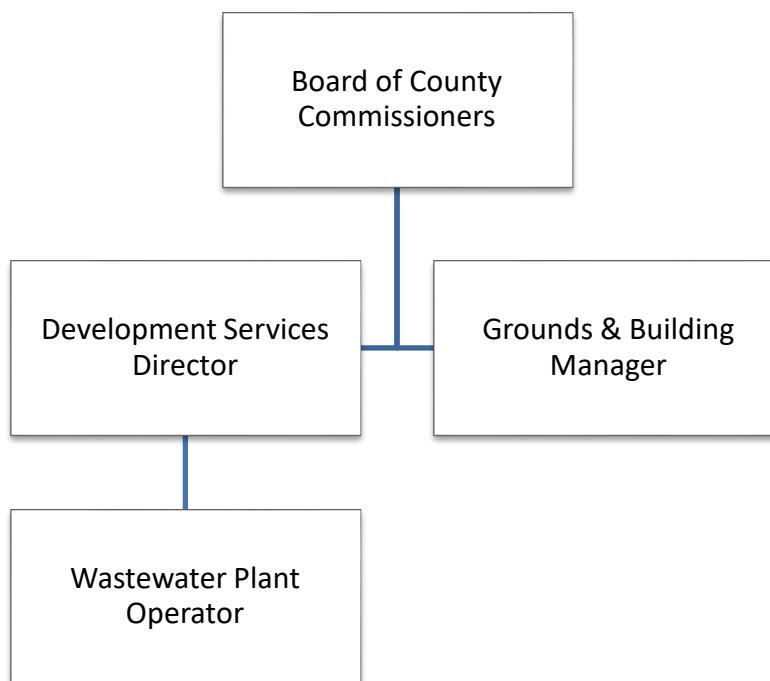 Board of County
Commissioners
Development Services
Director
Grounds & Building
Manager
Wastewater Plant
Operator